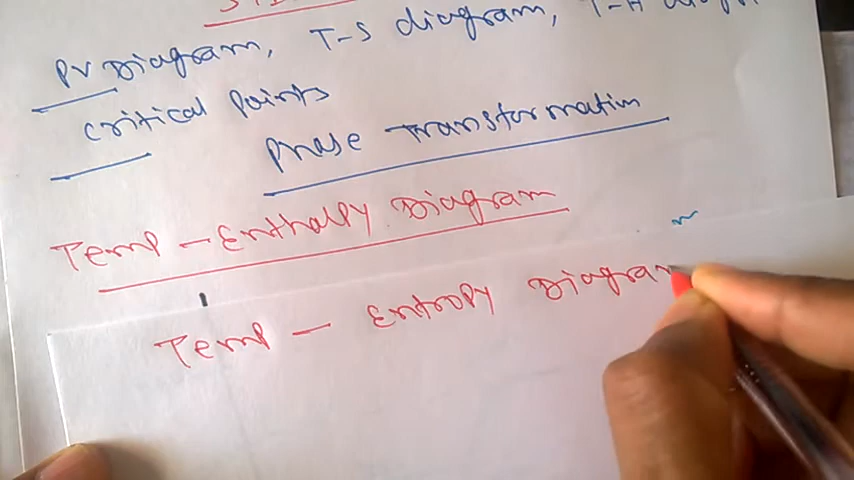 PV Diagram, T-S diagram, T-H
critical points
Phase Transformation
Temp - Enthalpy Diagram
Temp - Entropy Diagram